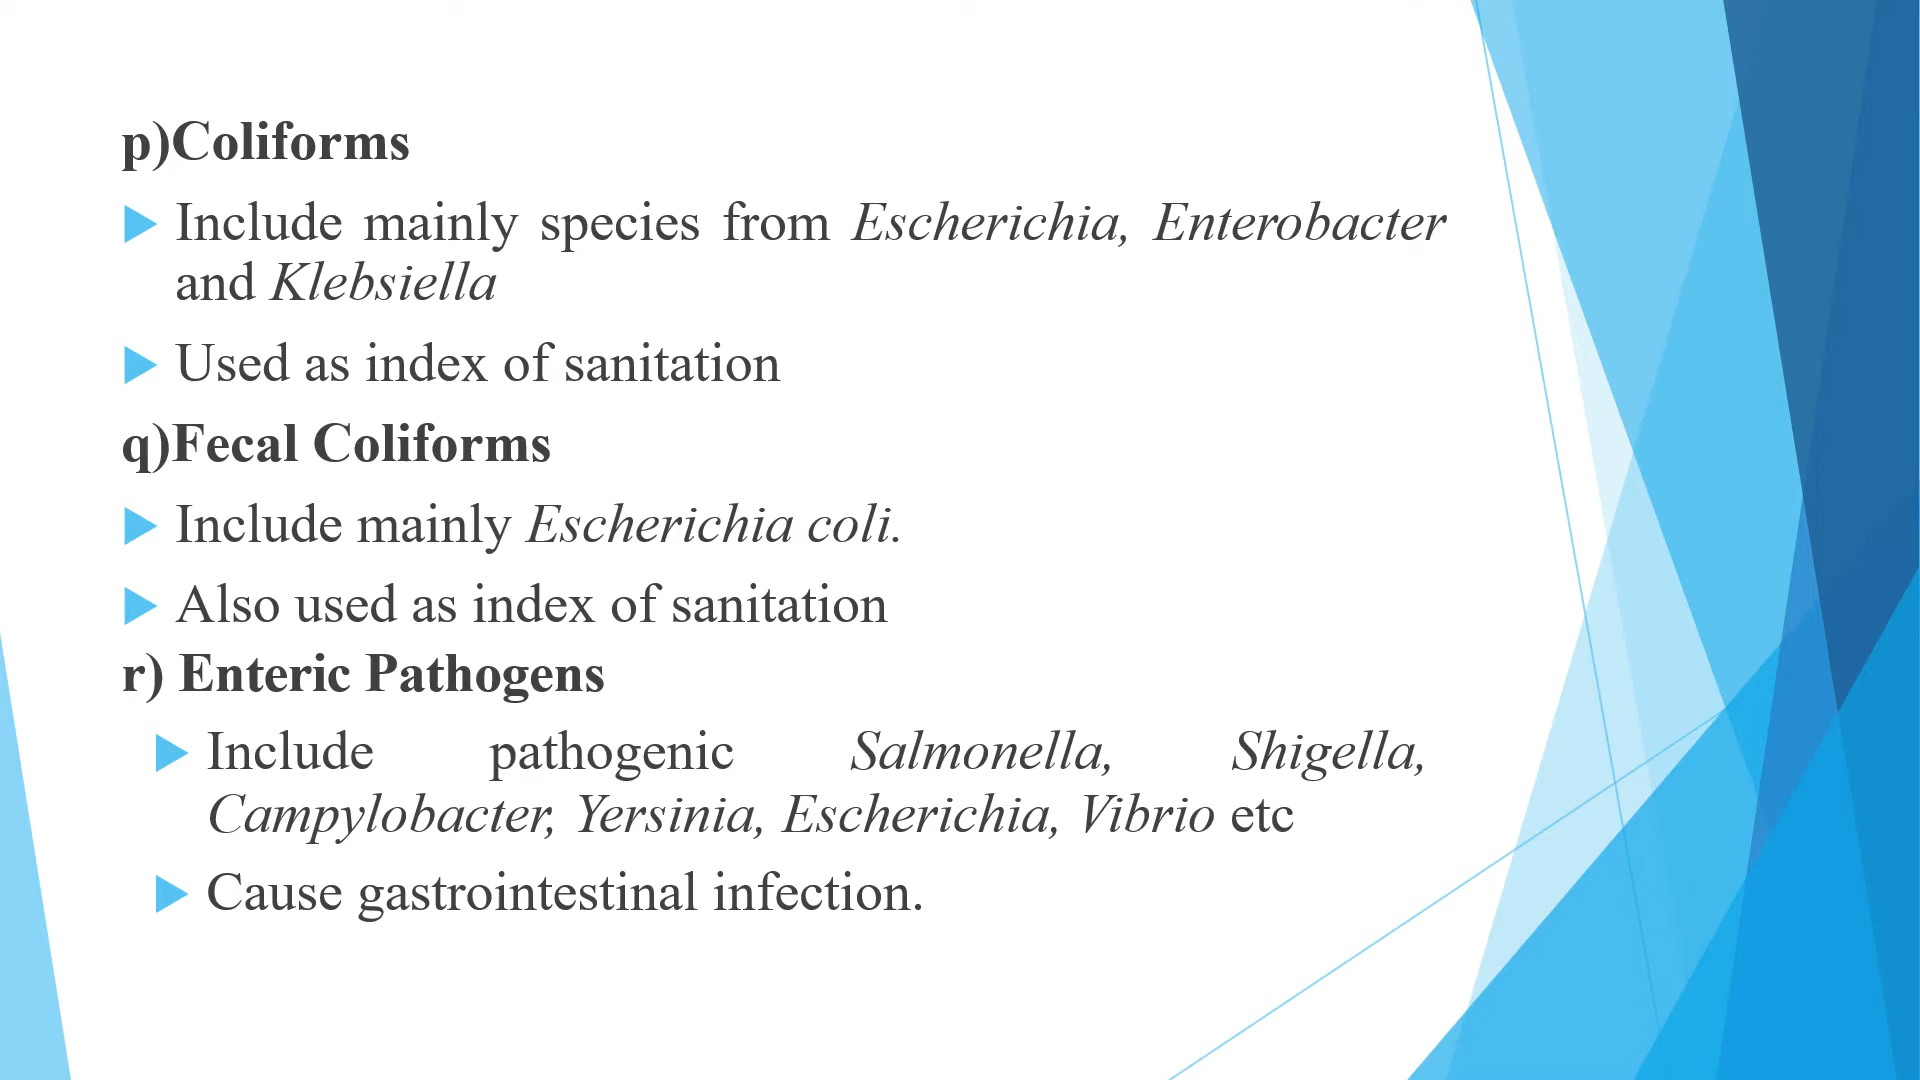 p)Coliforms
Include mainly species from Escherichia, Enterobacter
and Klebsiella
Used as index of sanitation
q)Fecal Coliforms
Include mainly Escherichia coli.
Also used as index of sanitation
r) Enteric Pathogens
Include pathogenic Salmonella, Shigella,
Campylobacter, Yersinia, Escherichia, Vibrio etc
Cause gastrointestinal infection.